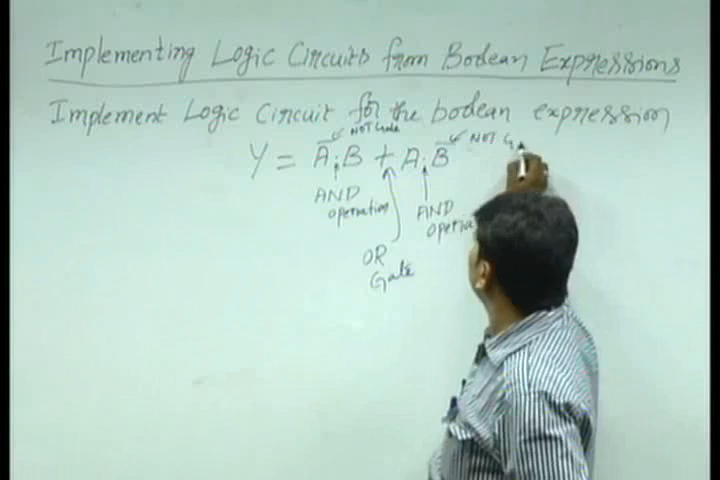 Implementing Logic Circuits from Boolean Expressions
Implement Logic Circuit for the boolean expression
NOT Gate
NOT G
Y = A̅.B + A.B̅
AND
operation
AND
OR
Gate